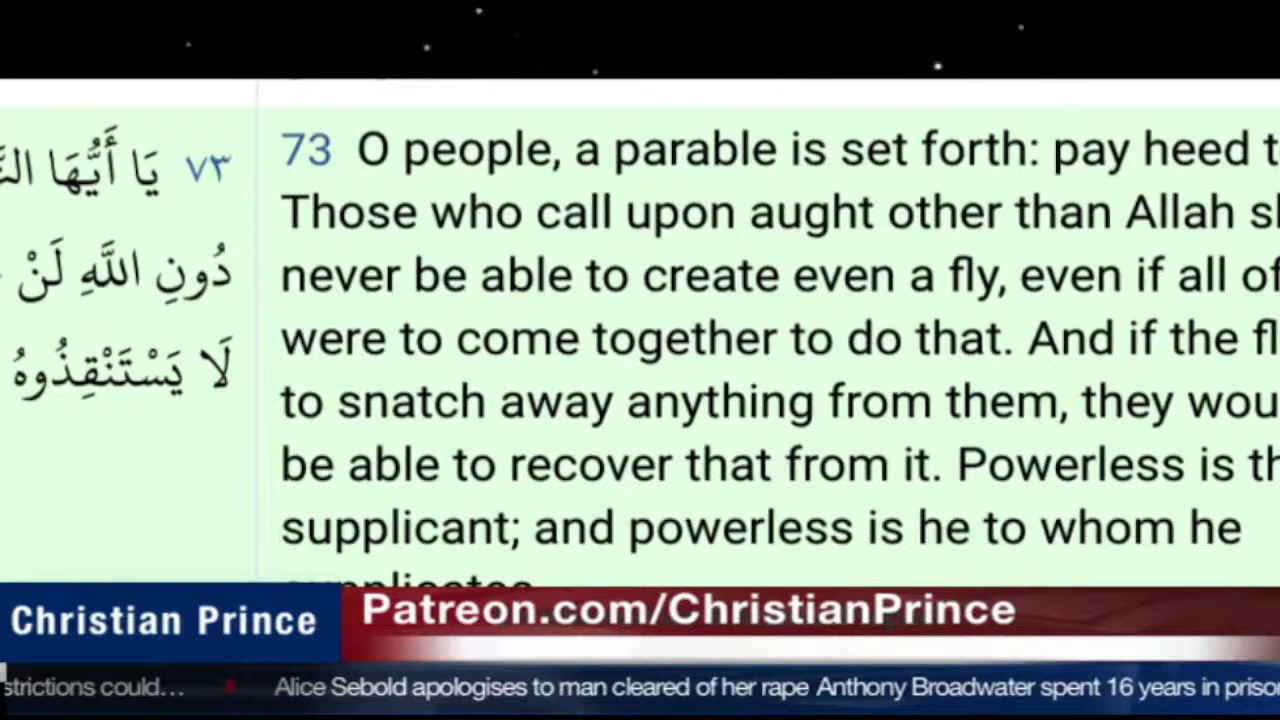 ٧٣ يَا أَيُّهَا
دُونِ اللَّهِ لَنْ
لَا يَسْتَنْقِذُوهُ
73 O people, a parable is set forth: pay heed
Those who call upon aught other than Allah
never be able to create even a fly, even if all of
were to come together to do that. And if the
to snatch away anything from them, they
be able to recover that from it. Powerless is
supplicant; and powerless is he to whom he
supplicates.
Christian Prince
Patreon.com/ChristianPrince
strictions could... Alice Sebold apologises to man cleared of her rape Anthony Broadwater spent 16 years in